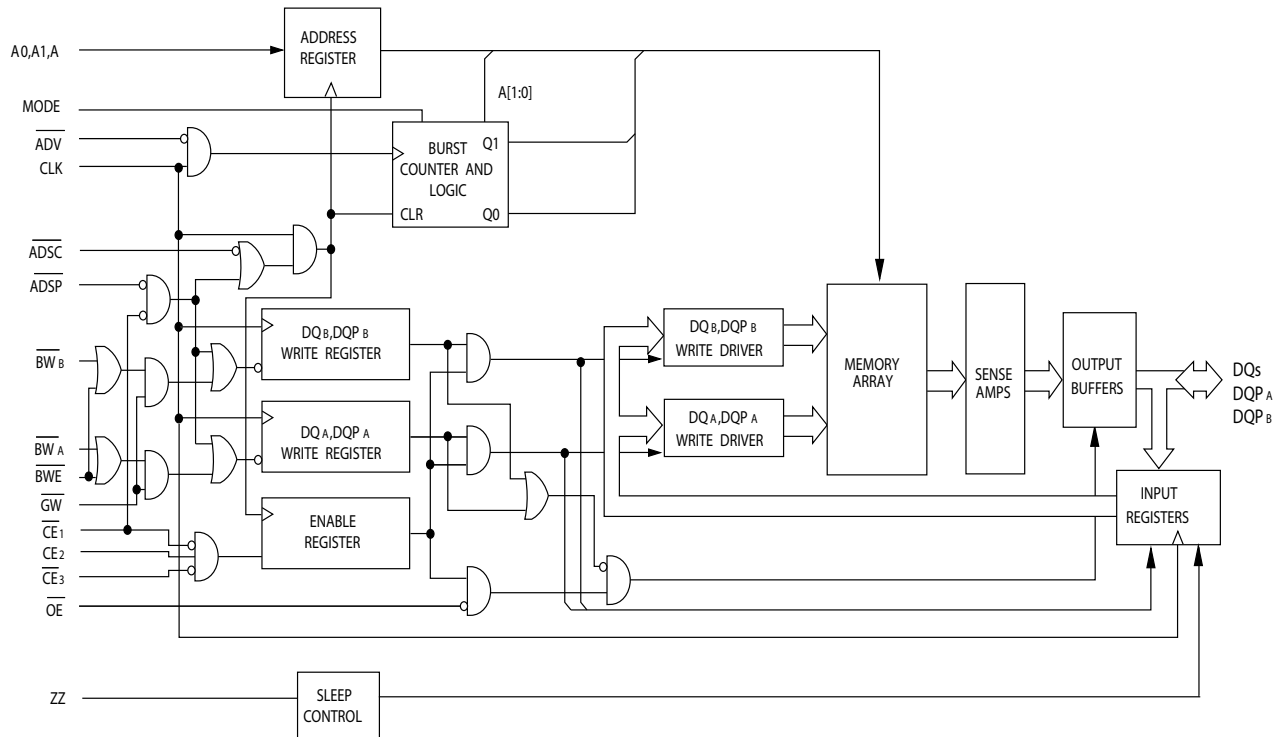 A0,A1,A
ADDRESS
REGISTER
MODE
A[1:0]
ADV
CLK
BURST
COUNTER AND
LOGIC
Q1
CLR
Q0
ADSC
ADSP
DQB,DQPB
WRITE REGISTER
DQB,DQPB
WRITE DRIVER
MEMORY
ARRAY
SENSE
AMPS
OUTPUT
BUFFERS
DQs
DQPA
DQPB
BWB
BWA
BWE
DQA,DQPA
WRITE REGISTER
DQA,DQPA
WRITE DRIVER
GW
CE1
CE2
CE3
ENABLE
REGISTER
INPUT
REGISTERS
OE
ZZ
SLEEP
CONTROL